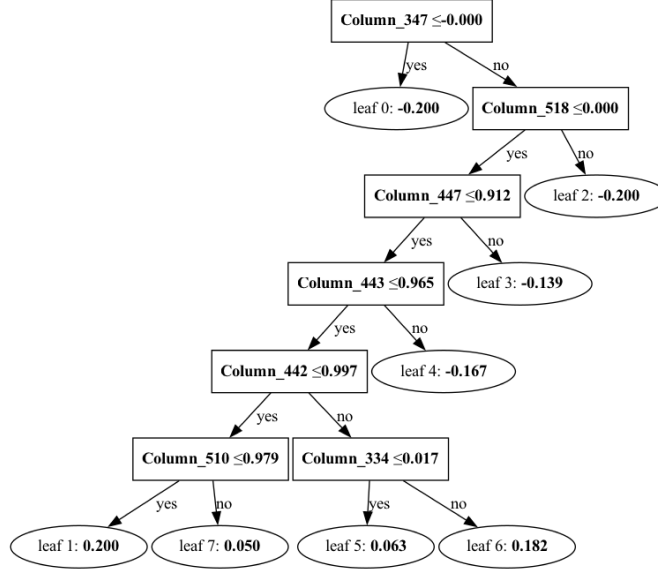 Column_347 ≤-0.000
yes
no
leaf 0: -0.200
Column_518 ≤0.000
yes
no
Column_447 ≤0.912
leaf 2: -0.200
yes
no
Column_443 ≤0.965
leaf 3: -0.139
yes
no
Column_442 ≤0.997
leaf 4: -0.167
yes
no
Column_510 ≤0.979
Column_334 ≤0.017
yes
no
yes
no
leaf 1: 0.200
leaf 7: 0.050
leaf 5: 0.063
leaf 6: 0.182